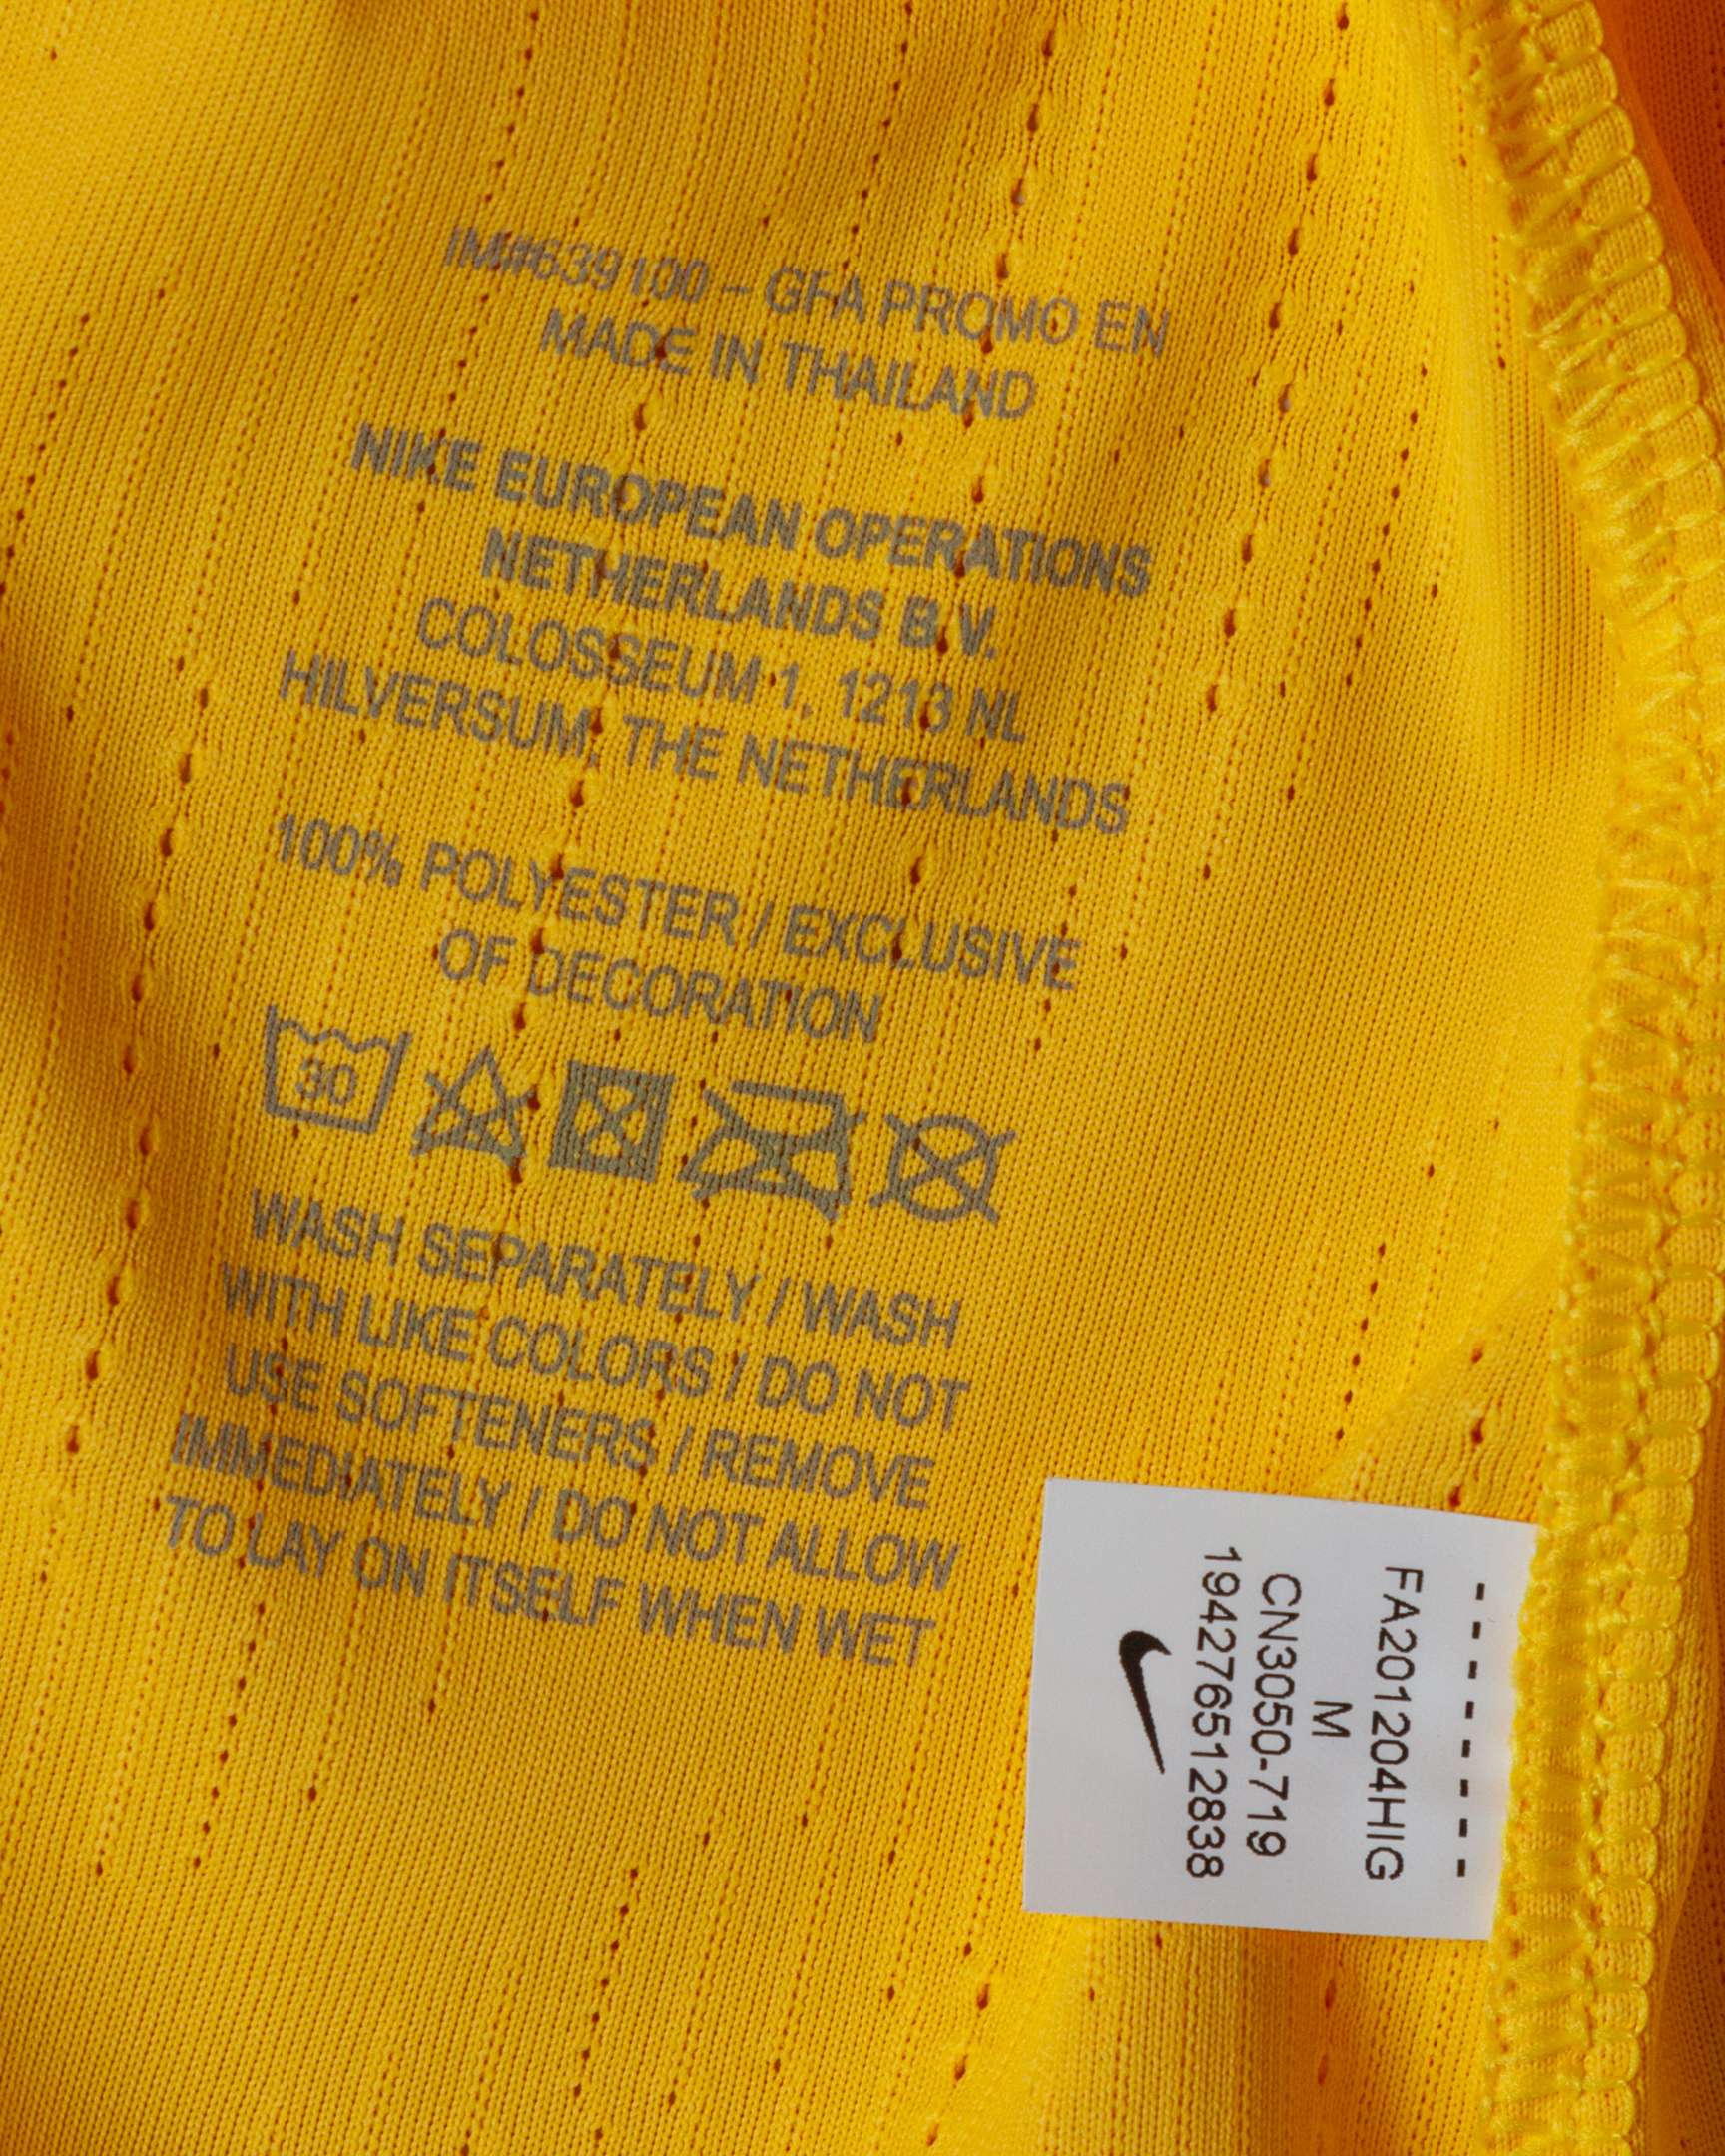 IM#639100 – GFA PROMO EN
MADE IN THAILAND
NIKE EUROPEAN OPERATIONS
NETHERLANDS B.V.
COLOSSEUM 1, 1213 NL
HILVERSUM, THE NETHERLANDS
100% POLYESTER / EXCLUSIVE
OF DECORATION
30
WASH SEPARATELY / WASH
WITH LIKE COLORS / DO NOT
USE SOFTENERS / REMOVE
IMMEDIATELY / DO NOT ALLOW
TO LAY ON ITSELF WHEN WET
FA201204HIG
M
CN3050-719
194276512838